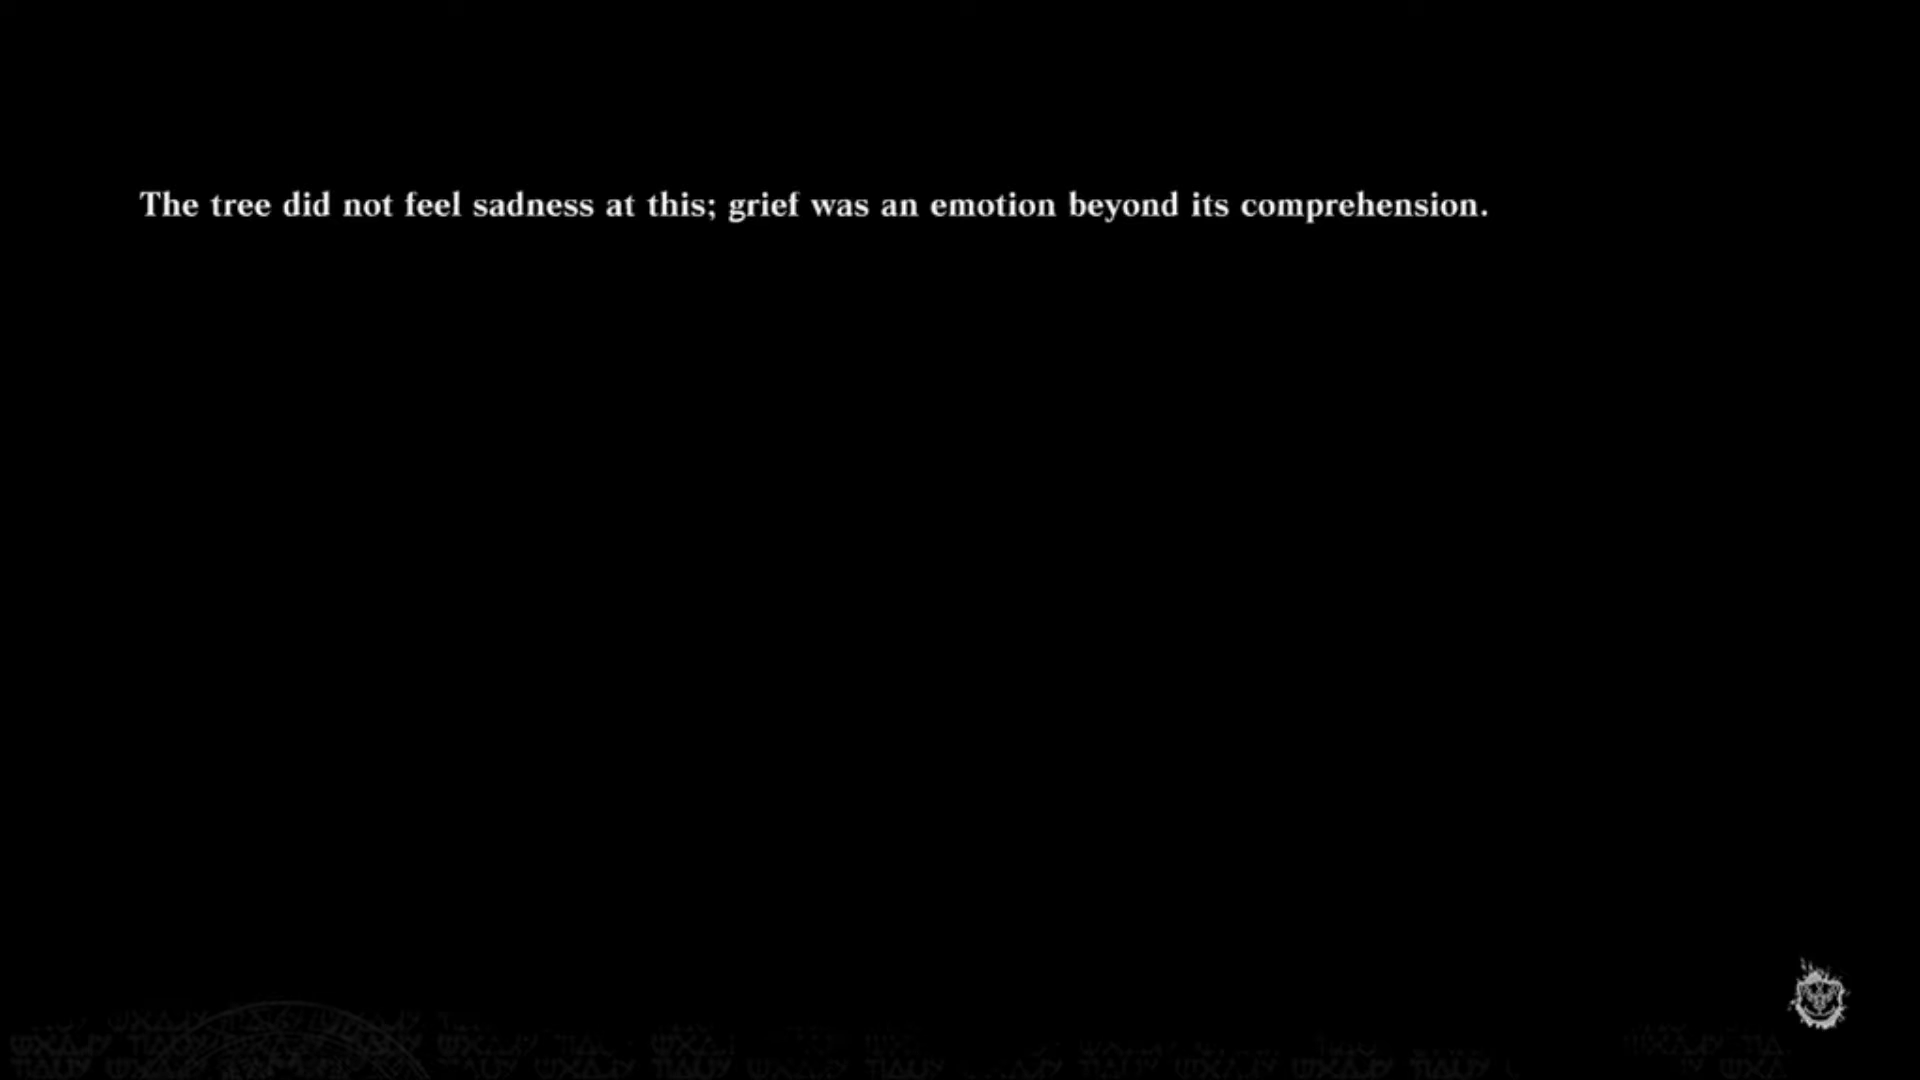 The tree did not feel sadness at this; grief was an emotion beyond its comprehension.